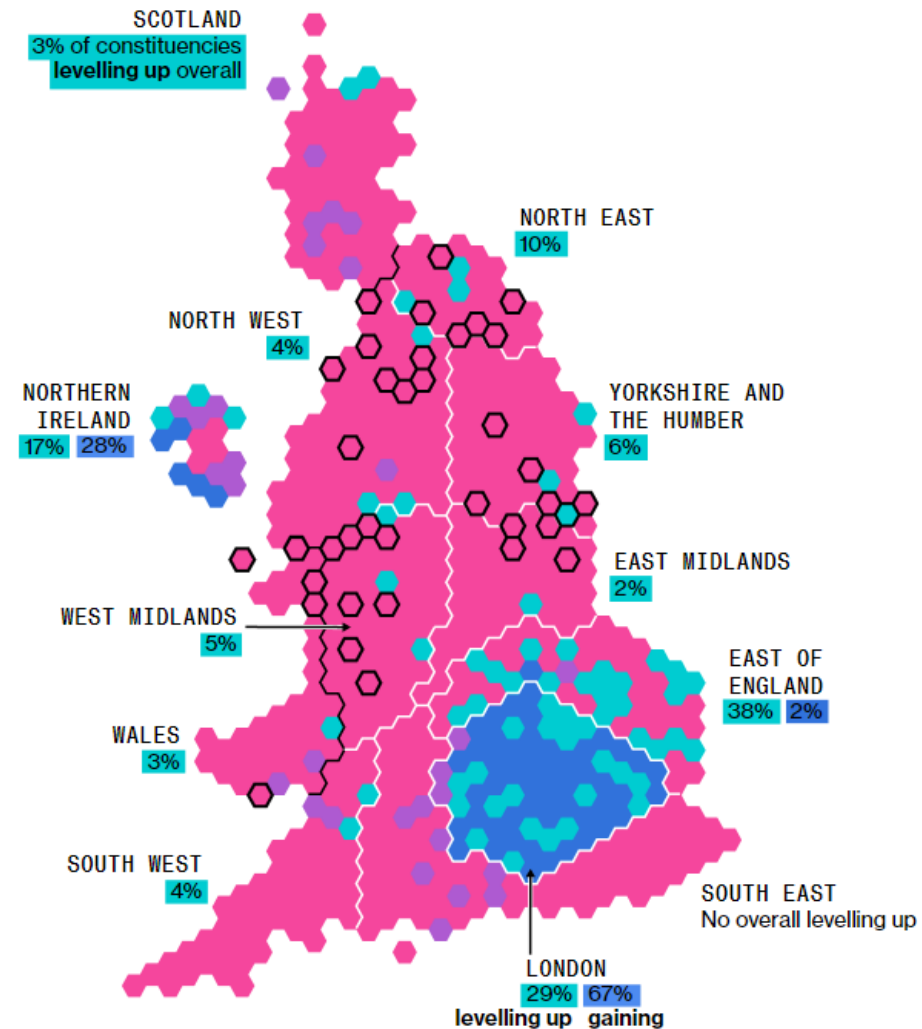 SCOTLAND
3% of constituencies
levelling up overall
NORTH EAST
10%
NORTH WEST
4%
NORTHERN
IRELAND
17% 28%
YORKSHIRE AND
THE HUMBER
6%
EAST MIDLANDS
2%
WEST MIDLANDS
5%
EAST OF
ENGLAND
38% 2%
WALES
3%
SOUTH WEST
4%
SOUTH EAST
No overall levelling up
LONDON
29% 67%
levelling up gaining